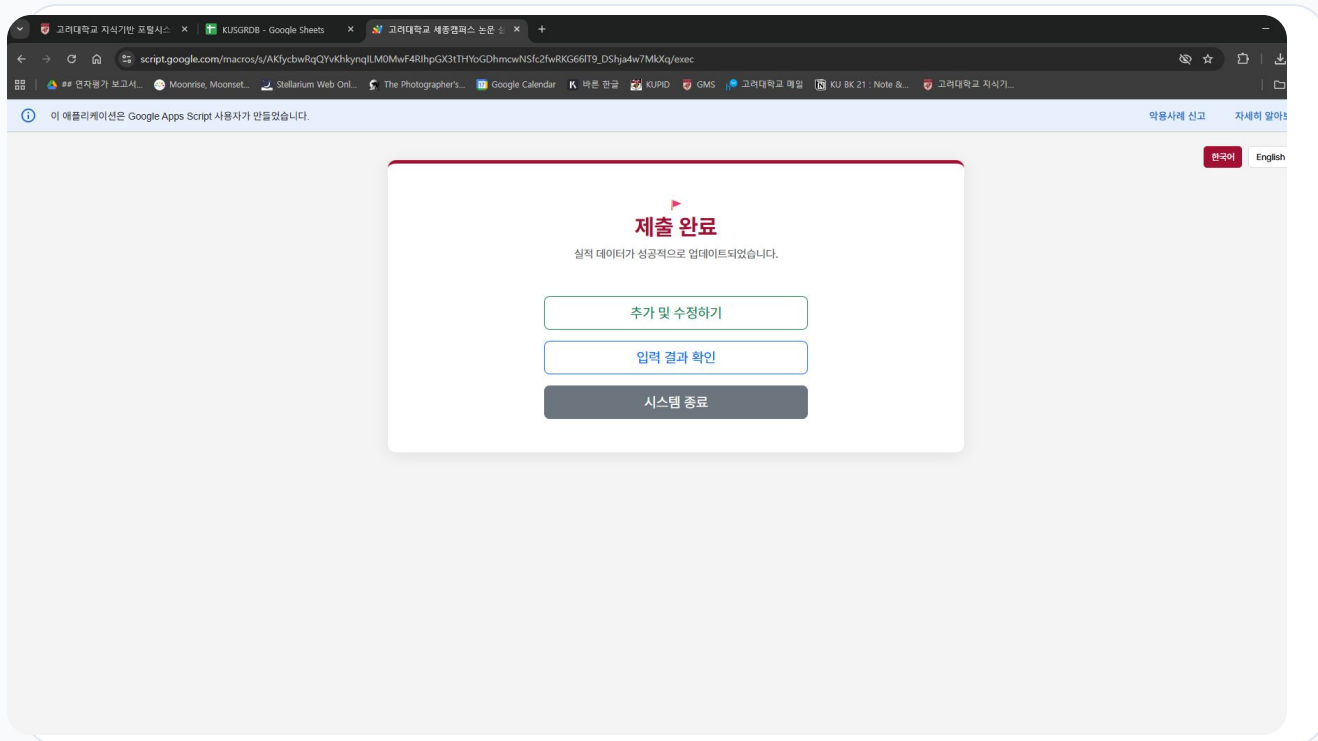 고려대학교 지식기반 포털시스
KUSGRDB - Google Sheets
고려대학교 세종캠퍼스 논문 실
script.google.com/macros/s/AKfycbwRqQYvKhkynqILM0MwF4RIhpGX3tTHYoGDhmcwNSfc2fwRKG66lT9_DShja4w7MkXq/exec
## 연차평가 보고서...
Moonrise, Moonset...
Stellarium Web Onl...
The Photographer's...
Google Calendar
바른 한글
KUPID
GMS
고려대학교 메일
KU BK 21 : Note &...
고려대학교 지식기...
이 애플리케이션은 Google Apps Script 사용자가 만들었습니다.
악용사례 신고
자세히 알아보
한국어
English
제출 완료
실적 데이터가 성공적으로 업데이트되었습니다.
추가 및 수정하기
입력 결과 확인
시스템 종료